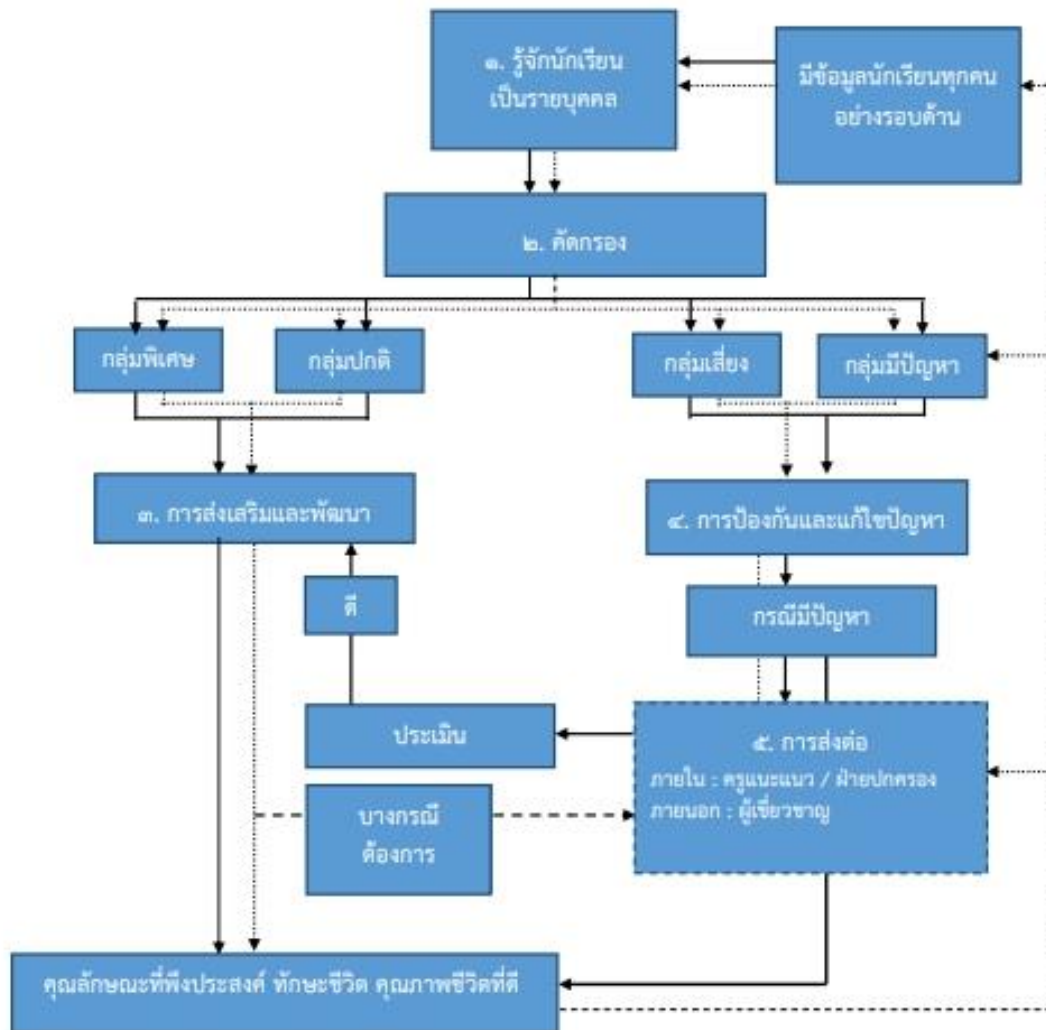 ๑. รู้จักนักเรียน
เป็นรายบุคคล
มีข้อมูลนักเรียนทุกคน
อย่างรอบด้าน
๒. คัดกรอง
กลุ่มพิเศษ
กลุ่มปกติ
กลุ่มเสี่ยง
กลุ่มมีปัญหา
๓. การส่งเสริมและพัฒนา
๔. การป้องกันและแก้ไขปัญหา
ดี
กรณีมีปัญหา
ประเมิน
๕. การส่งต่อ
ภายใน : ครูแนะแนว / ฝ่ายปกครอง
ภายนอก : ผู้เชี่ยวชาญ
บางกรณี
ต้องการ
คุณลักษณะที่พึงประสงค์ ทักษะชีวิต คุณภาพชีวิตที่ดี